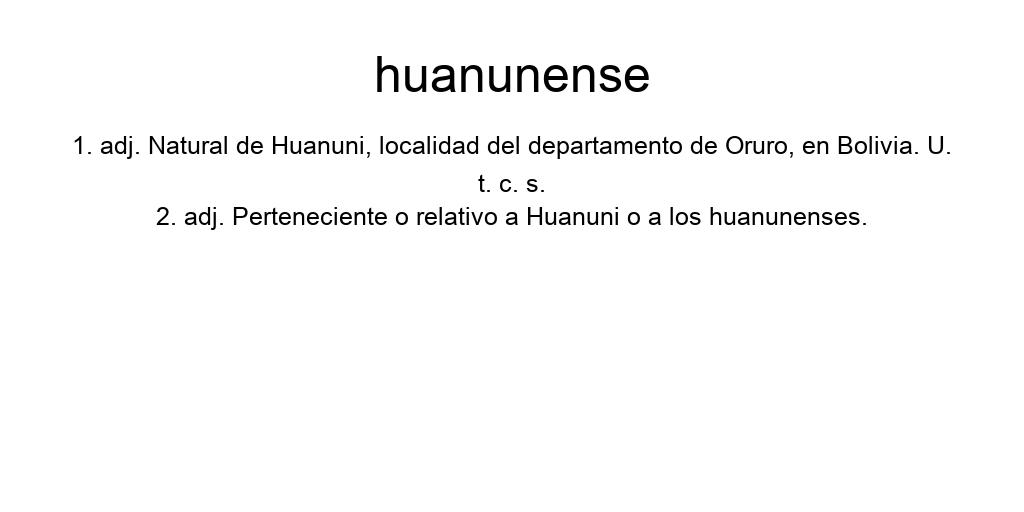 huanunense
1. adj. Natural de Huanuni, localidad del departamento de Oruro, en Bolivia. U.
t. c. s.
2. adj. Perteneciente o relativo a Huanuni o a los huanunenses.